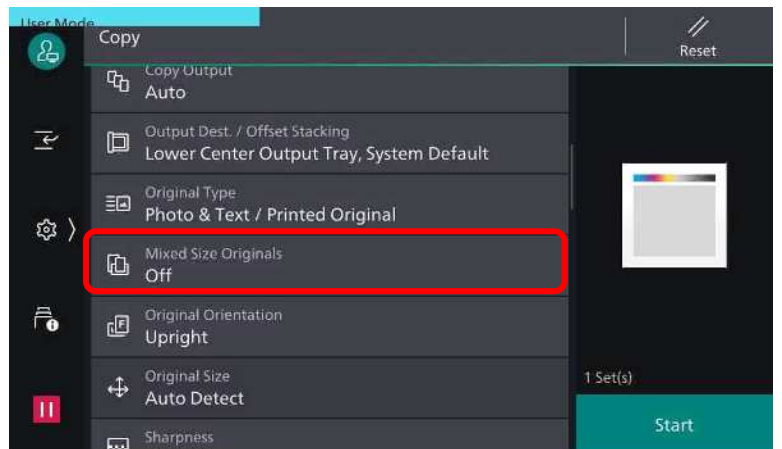 User Mode
Copy
Reset
Copy Output
Auto
Output Dest. / Offset Stacking
Lower Center Output Tray, System Default
Original Type
Photo & Text / Printed Original
Mixed Size Originals
Off
Original Orientation
Upright
Original Size
Auto Detect
1 Set(s)
Sharpness
Start